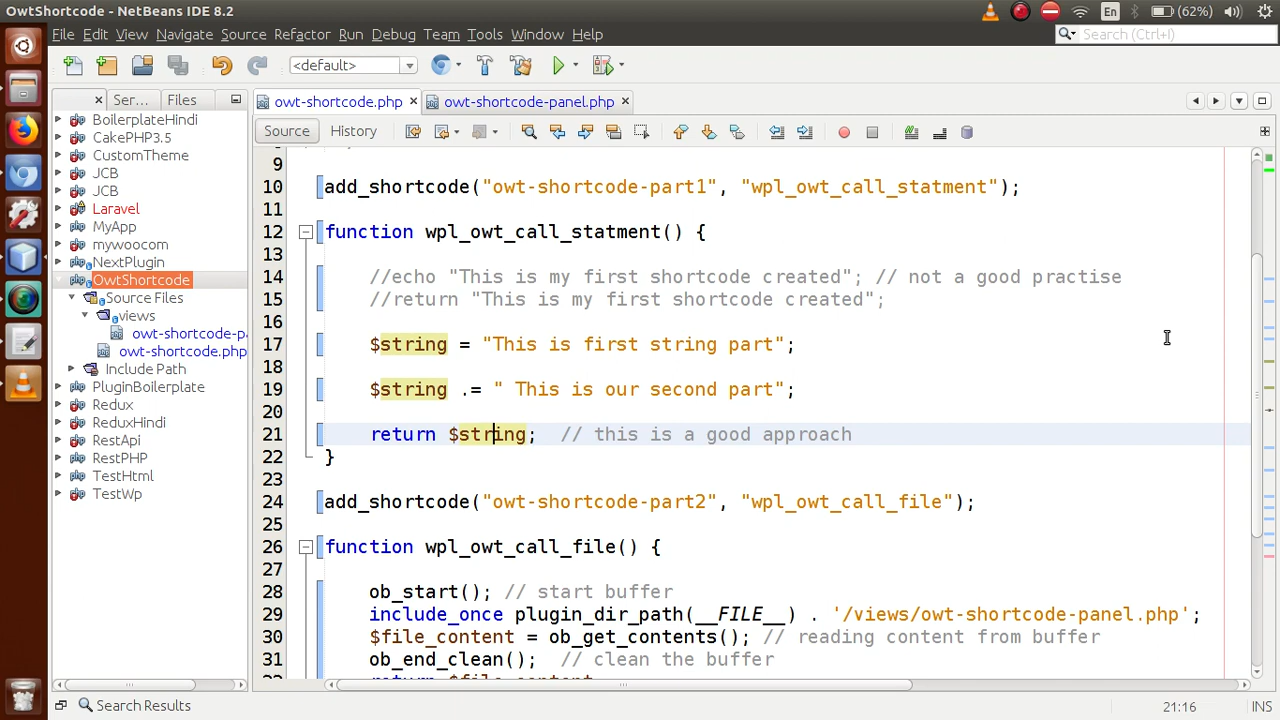 OwtShortcode - NetBeans IDE 8.2
En
(62%)
File Edit View Navigate Source Refactor Run Debug Team Tools Window Help
Search (Ctrl+I)
<default>
Ser... Files
owt-shortcode.php
owt-shortcode-panel.php
Source History
BoilerplateHindi
CakePHP3.5
CustomTheme
JCB
JCB
Laravel
MyApp
mywoocom
NextPlugin
OwtShortcode
Source Files
views
owt-shortcode-p
owt-shortcode.php
Include Path
PluginBoilerplate
Redux
ReduxHindi
RestApi
RestPHP
TestHtml
TestWp
9
10 add_shortcode("owt-shortcode-part1", "wpl_owt_call_statment");
11
12 function wpl_owt_call_statment() {
13
14 //echo "This is my first shortcode created"; // not a good practise
15 //return "This is my first shortcode created";
16
17 $string = "This is first string part";
18
19 $string .= " This is our second part";
20
21 return $string; // this is a good approach
22 }
23
24 add_shortcode("owt-shortcode-part2", "wpl_owt_call_file");
25
26 function wpl_owt_call_file() {
27
28 ob_start(); // start buffer
29 include_once plugin_dir_path(__FILE__) . '/views/owt-shortcode-panel.php';
30 $file_content = ob_get_contents(); // reading content from buffer
31 ob_end_clean(); // clean the buffer
return $file_content
Search Results
21:16 INS